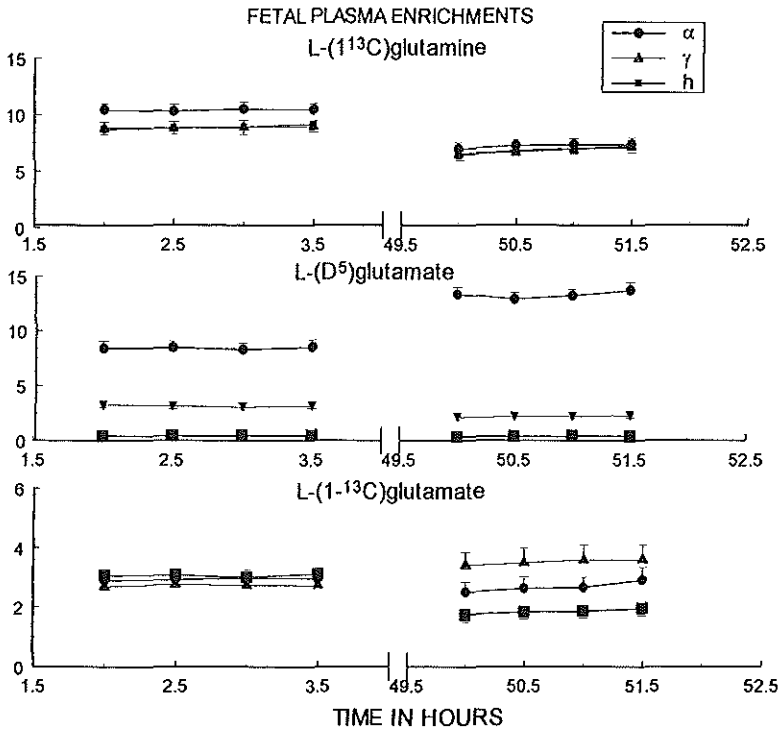 FETAL PLASMA ENRICHMENTS
L-(1¹³C)glutamine
α
γ
h
15
10
5
0
1.5 2.5 3.5 49.5 50.5 51.5 52.5
L-(D⁵)glutamate
15
10
5
0
1.5 2.5 3.5 49.5 50.5 51.5 52.5
L-(1-¹³C)glutamate
6
4
2
0
1.5 2.5 3.5 49.5 50.5 51.5 52.5
TIME IN HOURS